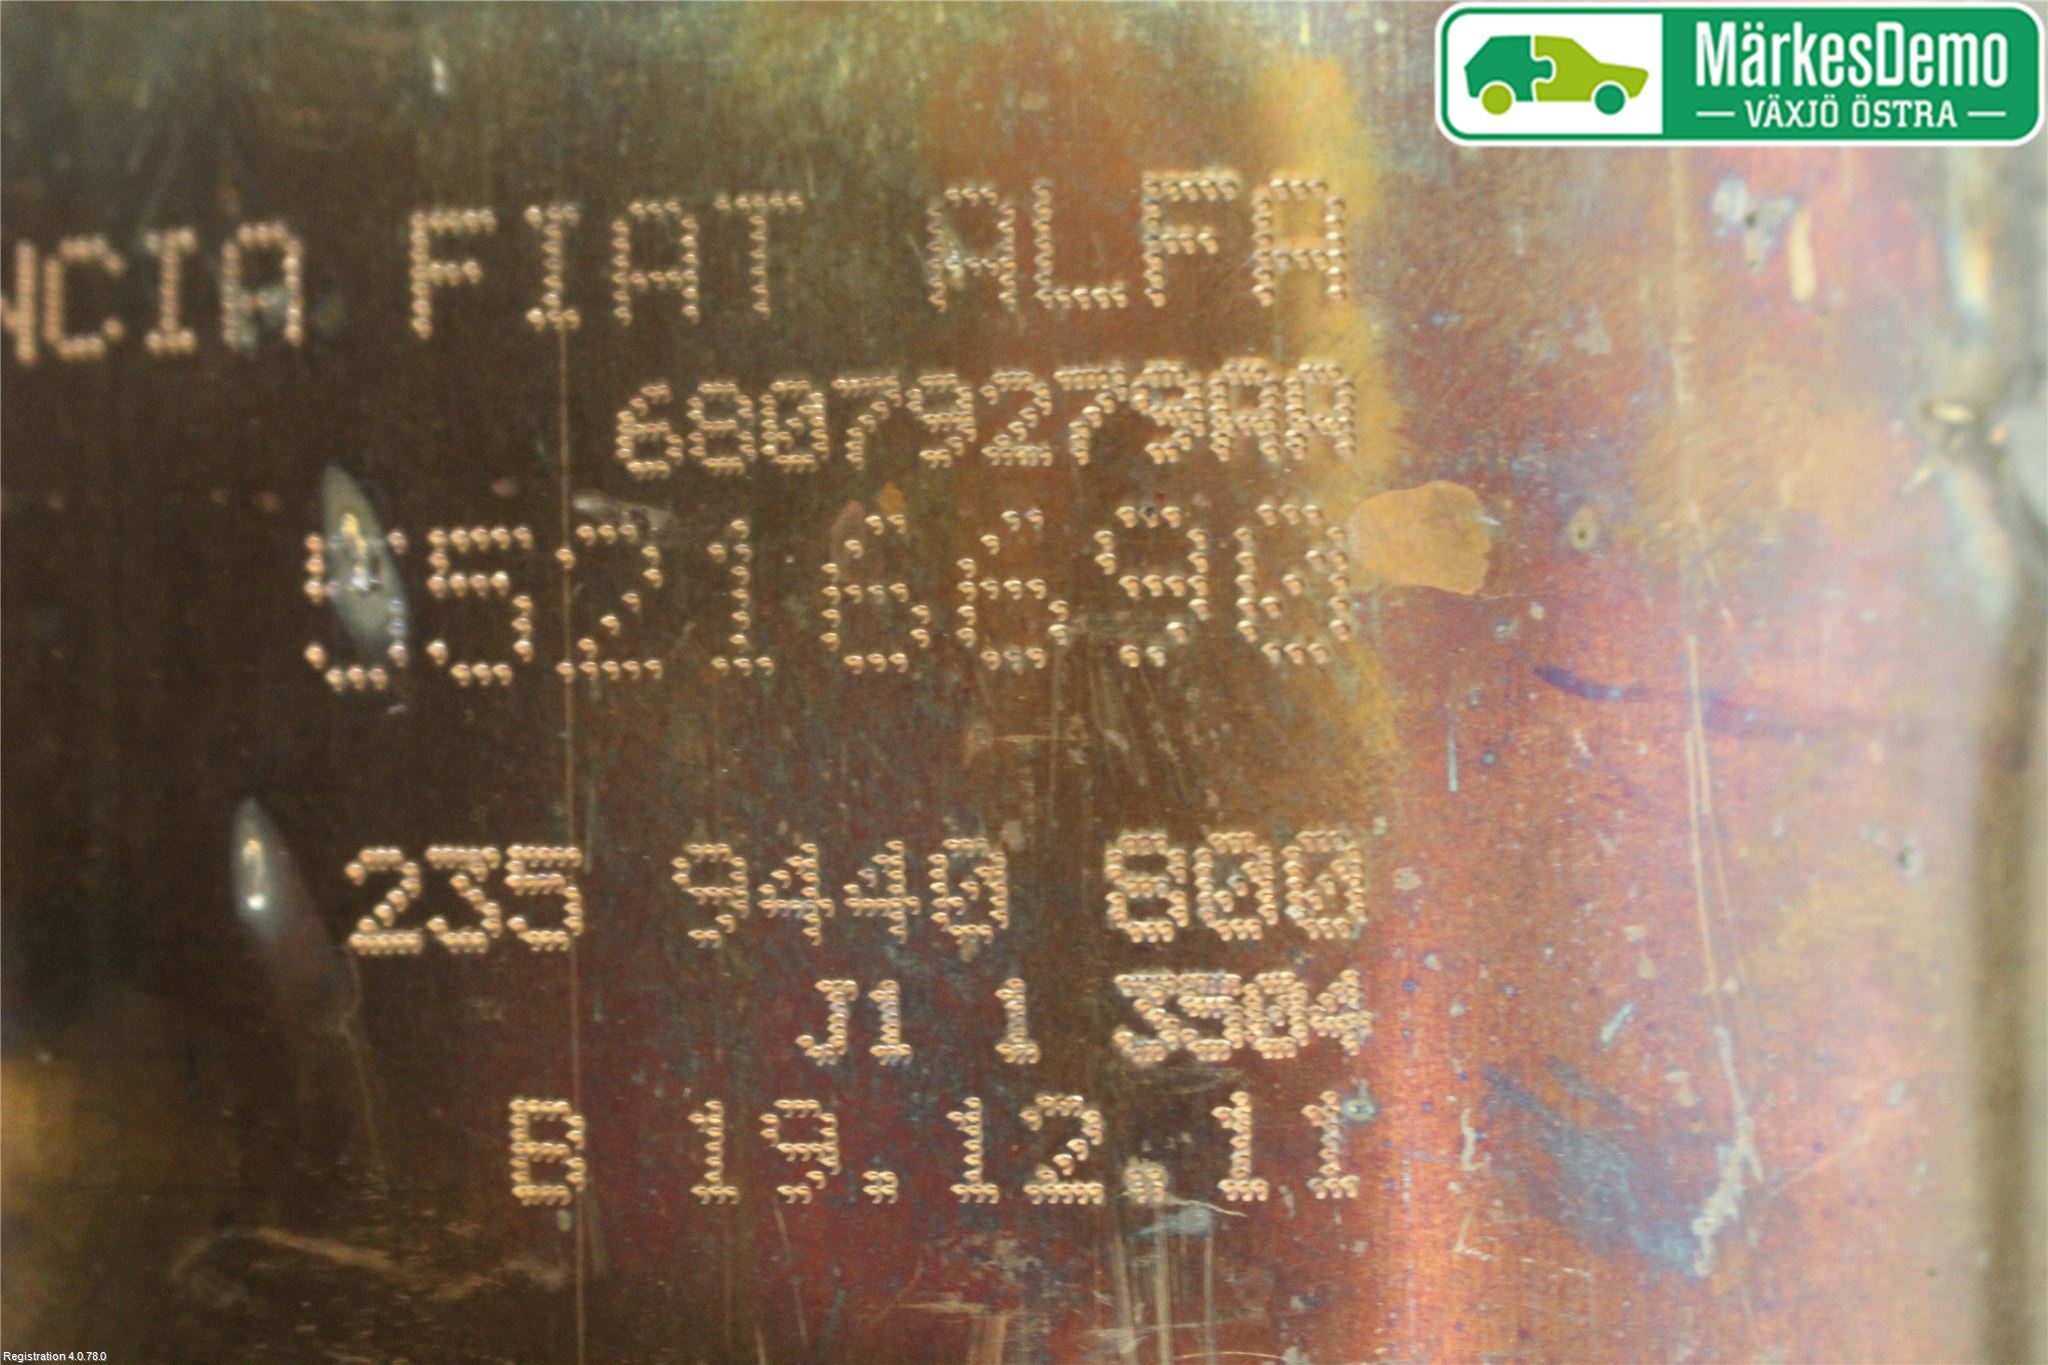 MärkesDemo
VÄXJÖ ÖSTRA
NCIA FIAT ALFA
68079279AA
5216690
235 9440 800
J1 1 3504
B 19.12.11
Registration 4.0.78.0